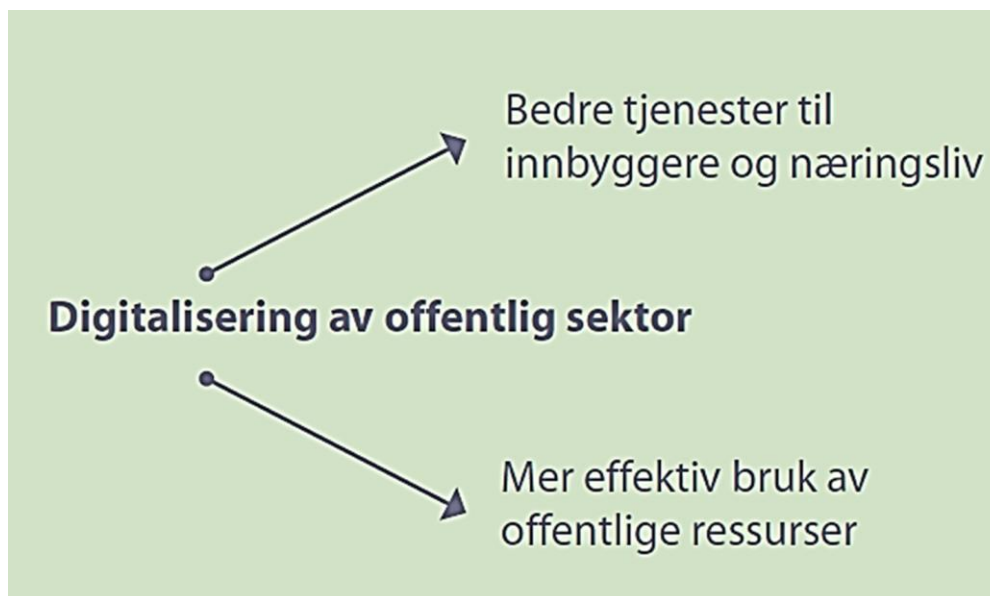 Bedre tjenester til
innbyggere og næringsliv
Digitalisering av offentlig sektor
Mer effektiv bruk av
offentlige ressurser